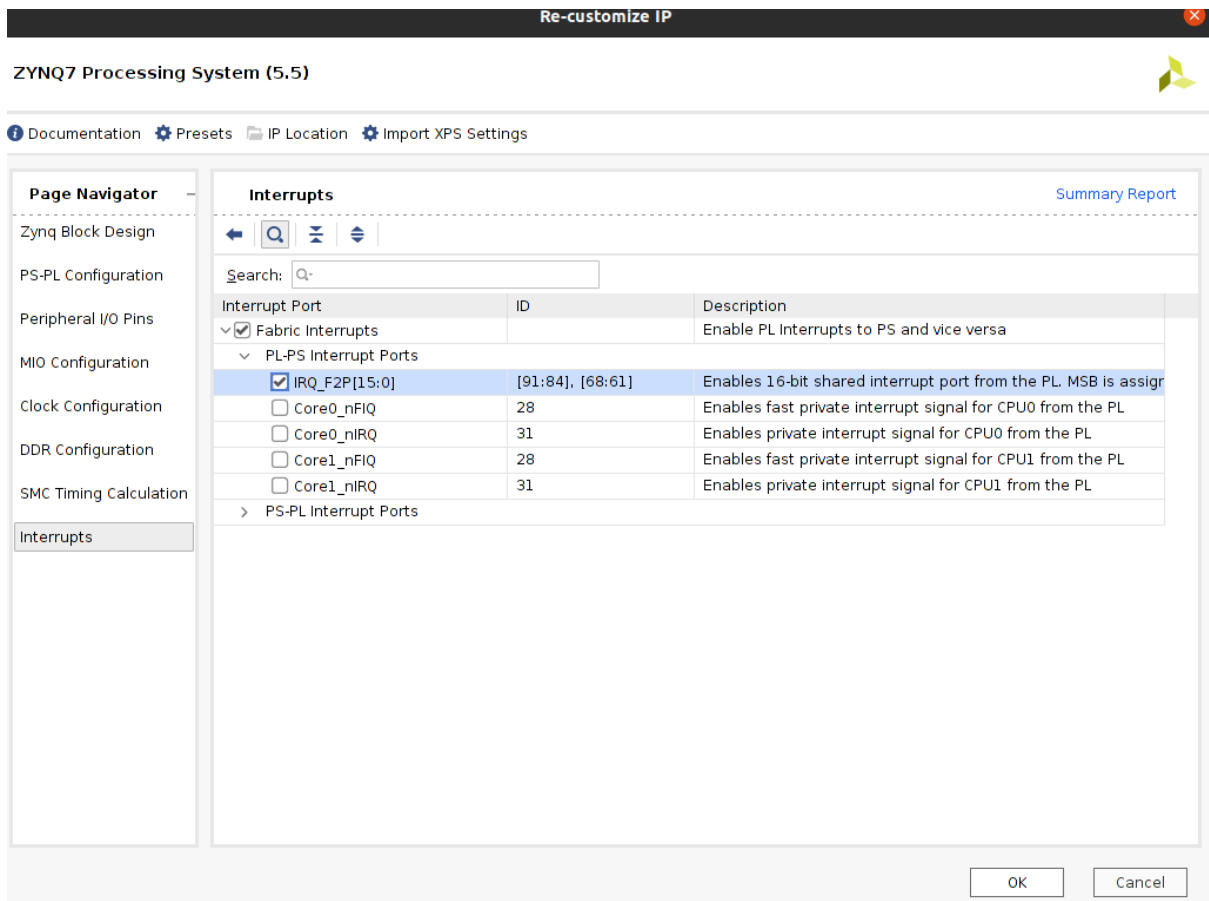 Re-customize IP
ZYNQ7 Processing System (5.5)
Documentation Presets IP Location Import XPS Settings
Page Navigator
Zynq Block Design
PS-PL Configuration
Peripheral I/O Pins
MIO Configuration
Clock Configuration
DDR Configuration
SMC Timing Calculation
Interrupts
Interrupts Summary Report
Search:
Interrupt Port ID Description
Fabric Interrupts Enable PL Interrupts to PS and vice versa
PL-PS Interrupt Ports
IRQ_F2P[15:0] [91:84], [68:61] Enables 16-bit shared interrupt port from the PL. MSB is assigr
Core0_nFIQ 28 Enables fast private interrupt signal for CPU0 from the PL
Core0_nIRQ 31 Enables private interrupt signal for CPU0 from the PL
Core1_nFIQ 28 Enables fast private interrupt signal for CPU1 from the PL
Core1_nIRQ 31 Enables private interrupt signal for CPU1 from the PL
PS-PL Interrupt Ports
OK Cancel